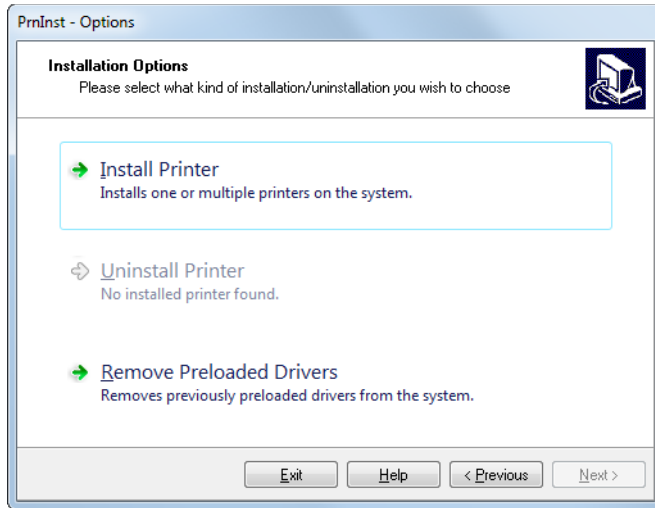 PrnInst - Options
Installation Options
Please select what kind of installation/uninstallation you wish to choose
Install Printer
Installs one or multiple printers on the system.
Uninstall Printer
No installed printer found.
Remove Preloaded Drivers
Removes previously preloaded drivers from the system.
Exit Help < Previous Next >